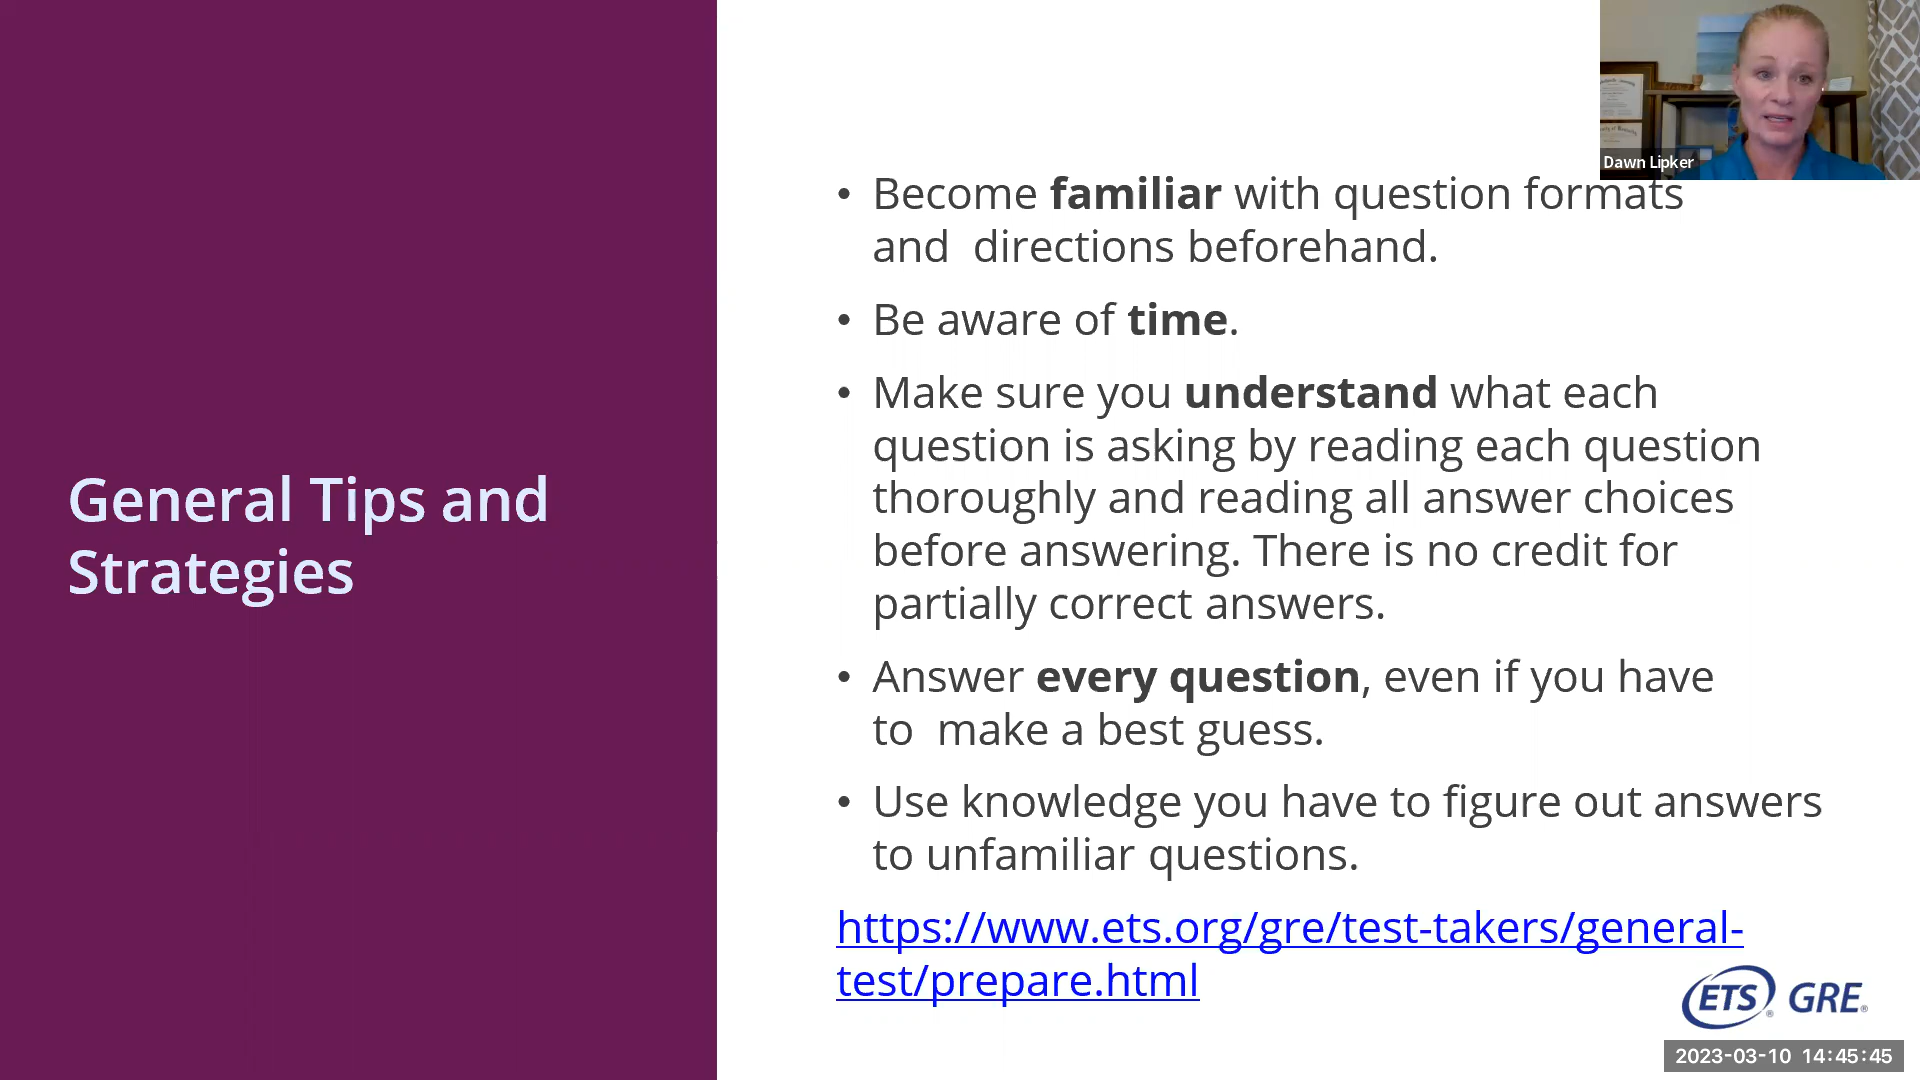 Dawn Lipker
General Tips and
Strategies
• Become familiar with question formats
and  directions beforehand.
• Be aware of time.
• Make sure you understand what each
question is asking by reading each question
thoroughly and reading all answer choices
before answering. There is no credit for
partially correct answers.
• Answer every question, even if you have
to  make a best guess.
• Use knowledge you have to figure out answers
to unfamiliar questions.
https://www.ets.org/gre/test-takers/general-
test/prepare.html
ETS® GRE®
2023-03-10 14:45:45